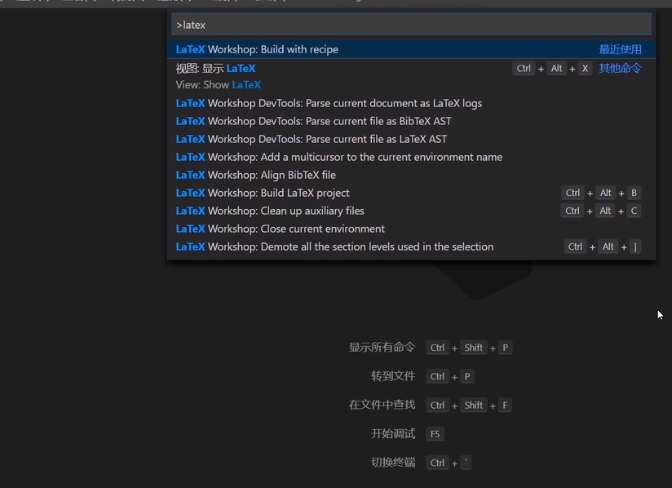 >latex
LaTeX Workshop: Build with recipe 最近使用
视图: 显示 LaTeX Ctrl + Alt + X 其他命令
View: Show LaTeX
LaTeX Workshop DevTools: Parse current document as LaTeX logs
LaTeX Workshop DevTools: Parse current file as BibTeX AST
LaTeX Workshop DevTools: Parse current file as LaTeX AST
LaTeX Workshop: Add a multicursor to the current environment name
LaTeX Workshop: Align BibTeX file
LaTeX Workshop: Build LaTeX project Ctrl + Alt + B
LaTeX Workshop: Clean up auxiliary files Ctrl + Alt + C
LaTeX Workshop: Close current environment
LaTeX Workshop: Demote all the section levels used in the selection Ctrl + Alt + ]
显示所有命令 Ctrl + Shift + P
转到文件 Ctrl + P
在文件中查找 Ctrl + Shift + F
开始调试 F5
切换终端 Ctrl + `